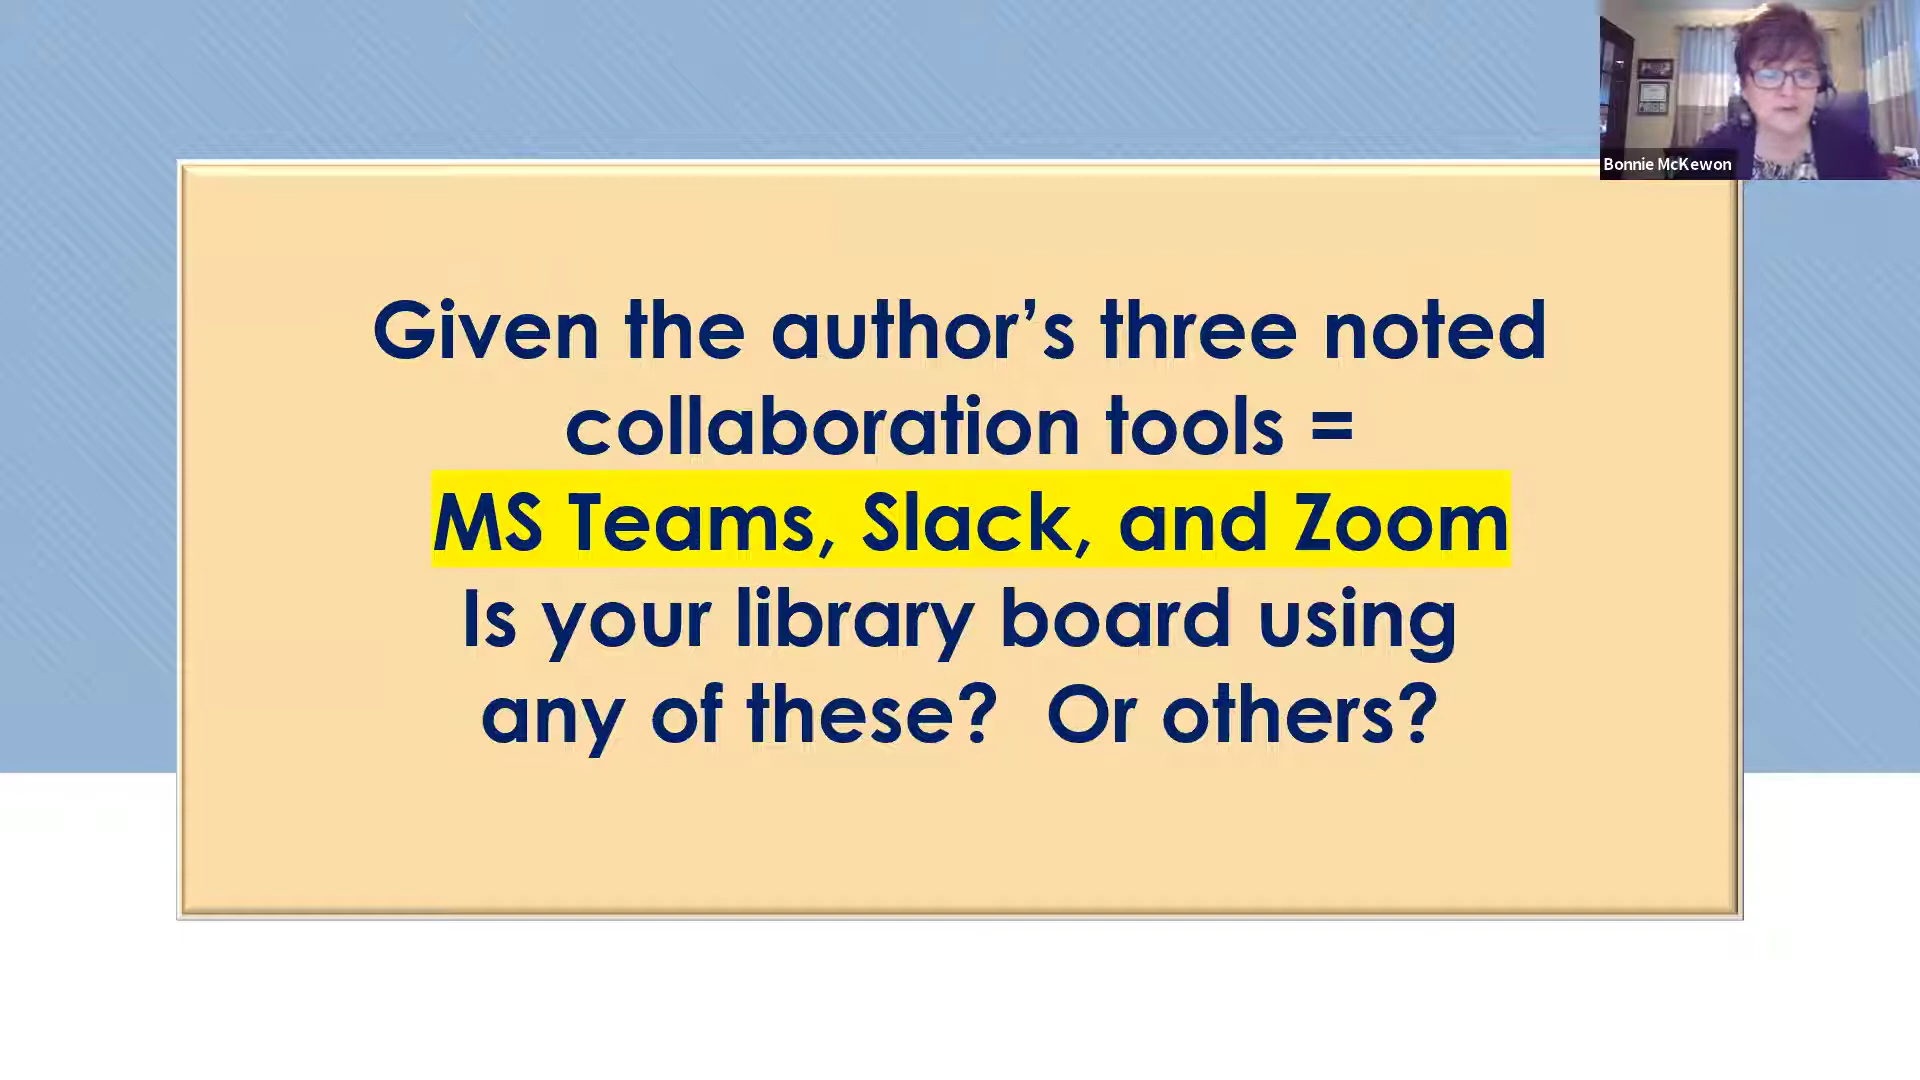 Bonnie McKewon
Given the author’s three noted
collaboration tools =
MS Teams, Slack, and Zoom
Is your library board using
any of these?  Or others?